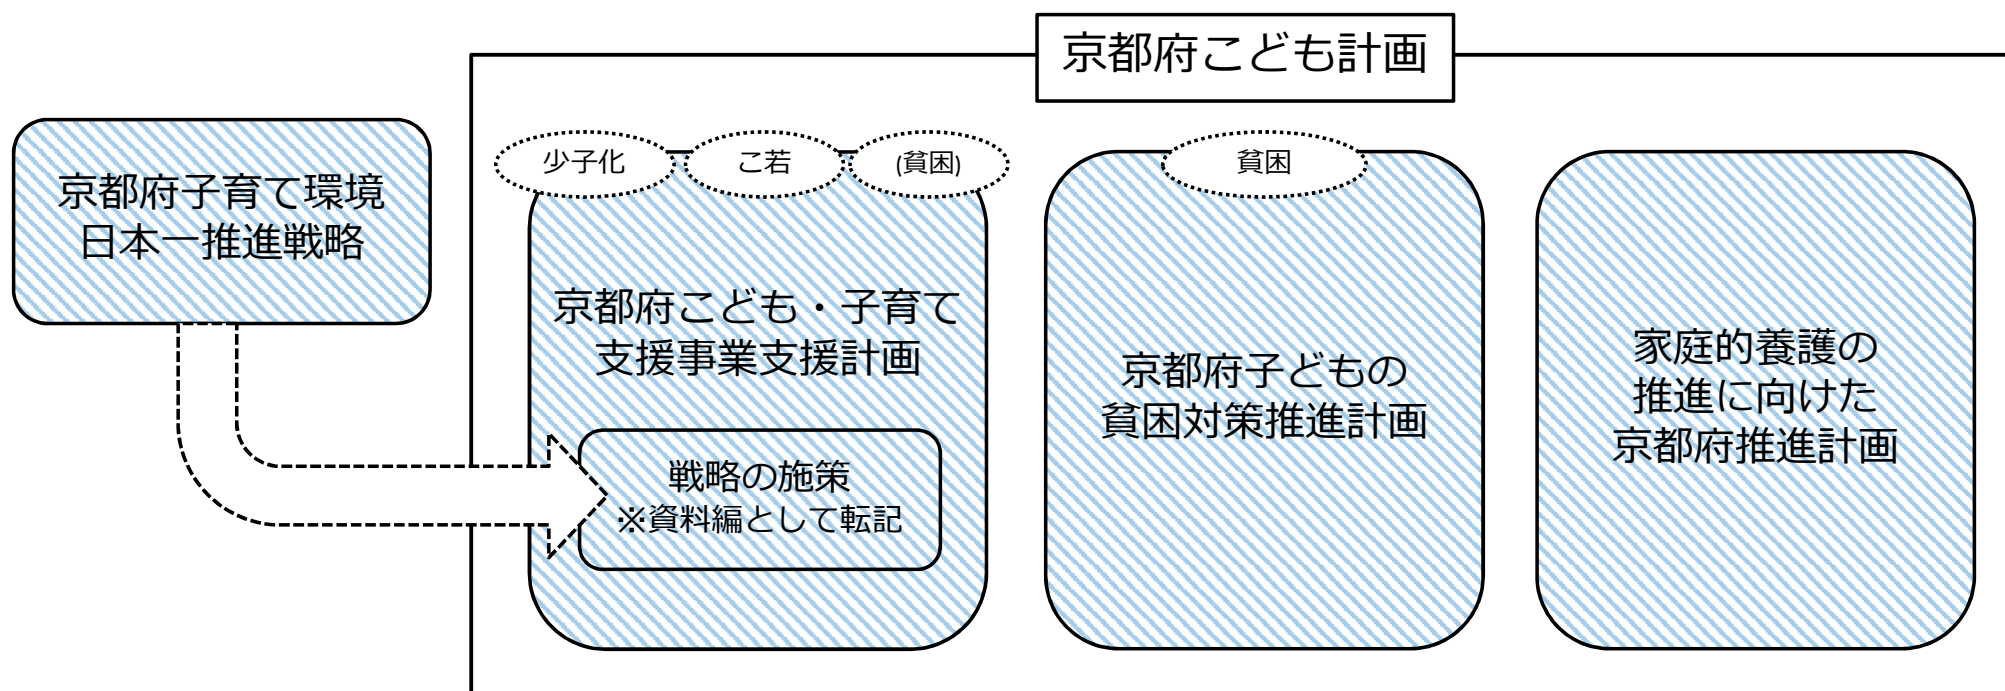 京都府こども計画
京都府子育て環境
日本一推進戦略
少子化
こ若
(貧困)
京都府こども・子育て
支援事業支援計画
戦略の施策
※資料編として転記
貧困
京都府子どもの
貧困対策推進計画
家庭的養護の
推進に向けた
京都府推進計画